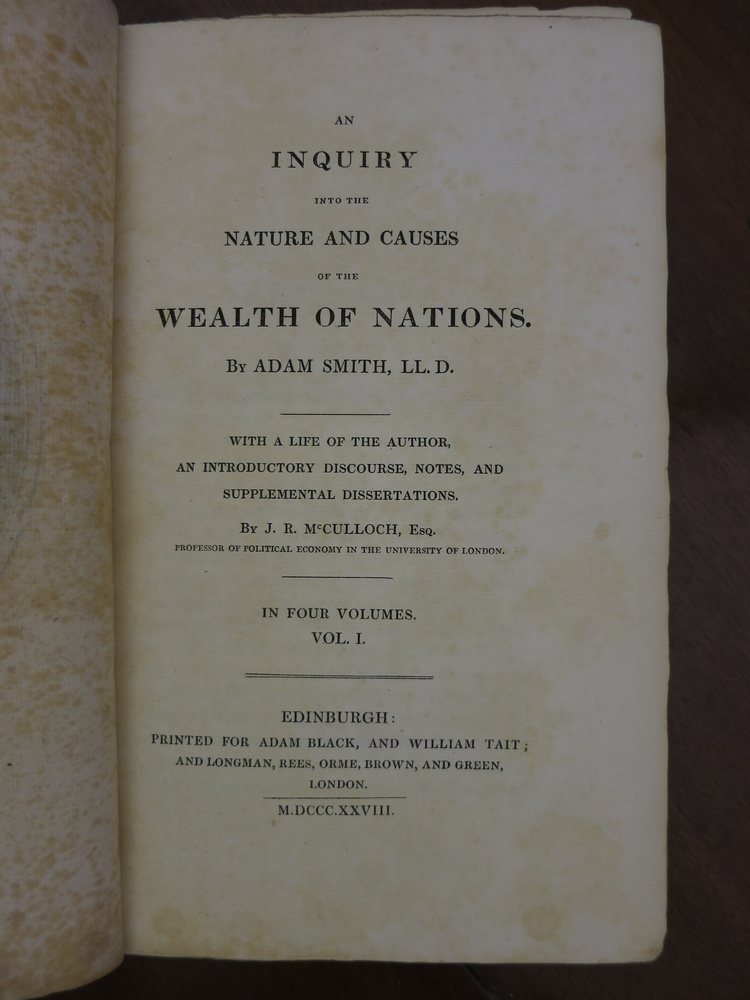 AN
INQUIRY
INTO THE
NATURE AND CAUSES
OF THE
WEALTH OF NATIONS.
By ADAM SMITH, LL. D.
WITH A LIFE OF THE AUTHOR,
AN INTRODUCTORY DISCOURSE, NOTES, AND
SUPPLEMENTAL DISSERTATIONS.
By J. R. McCULLOCH, Esq.
PROFESSOR OF POLITICAL ECONOMY IN THE UNIVERSITY OF LONDON.
IN FOUR VOLUMES.
VOL. I.
EDINBURGH:
PRINTED FOR ADAM BLACK, AND WILLIAM TAIT;
AND LONGMAN, REES, ORME, BROWN, AND GREEN,
LONDON.
M.DCCC.XXVIII.